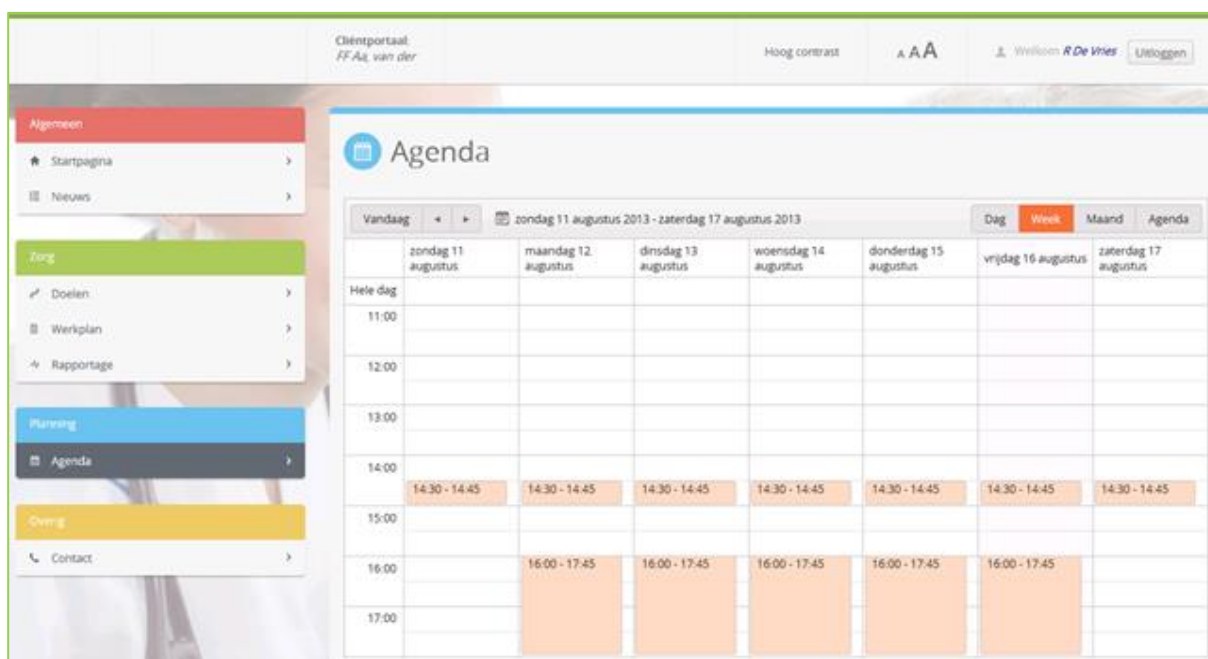 Cliëntportaal:
FF Aa, van der
Hoog contrast
A A A
Welkom R De Vries
Uitloggen
Algemeen
Startpagina
Nieuws
Zorg
Doelen
Werkplan
Rapportage
Planning
Agenda
Overig
Contact
Agenda
Vandaag
zondag 11 augustus 2013 - zaterdag 17 augustus 2013
Dag Week Maand Agenda
zondag 11
augustus
maandag 12
augustus
dinsdag 13
augustus
woensdag 14
augustus
donderdag 15
augustus
vrijdag 16 augustus
zaterdag 17
augustus
Hele dag
11:00
12:00
13:00
14:00
14:30 - 14:45 14:30 - 14:45 14:30 - 14:45 14:30 - 14:45 14:30 - 14:45 14:30 - 14:45 14:30 - 14:45
15:00
16:00
16:00 - 17:45 16:00 - 17:45 16:00 - 17:45 16:00 - 17:45 16:00 - 17:45
17:00